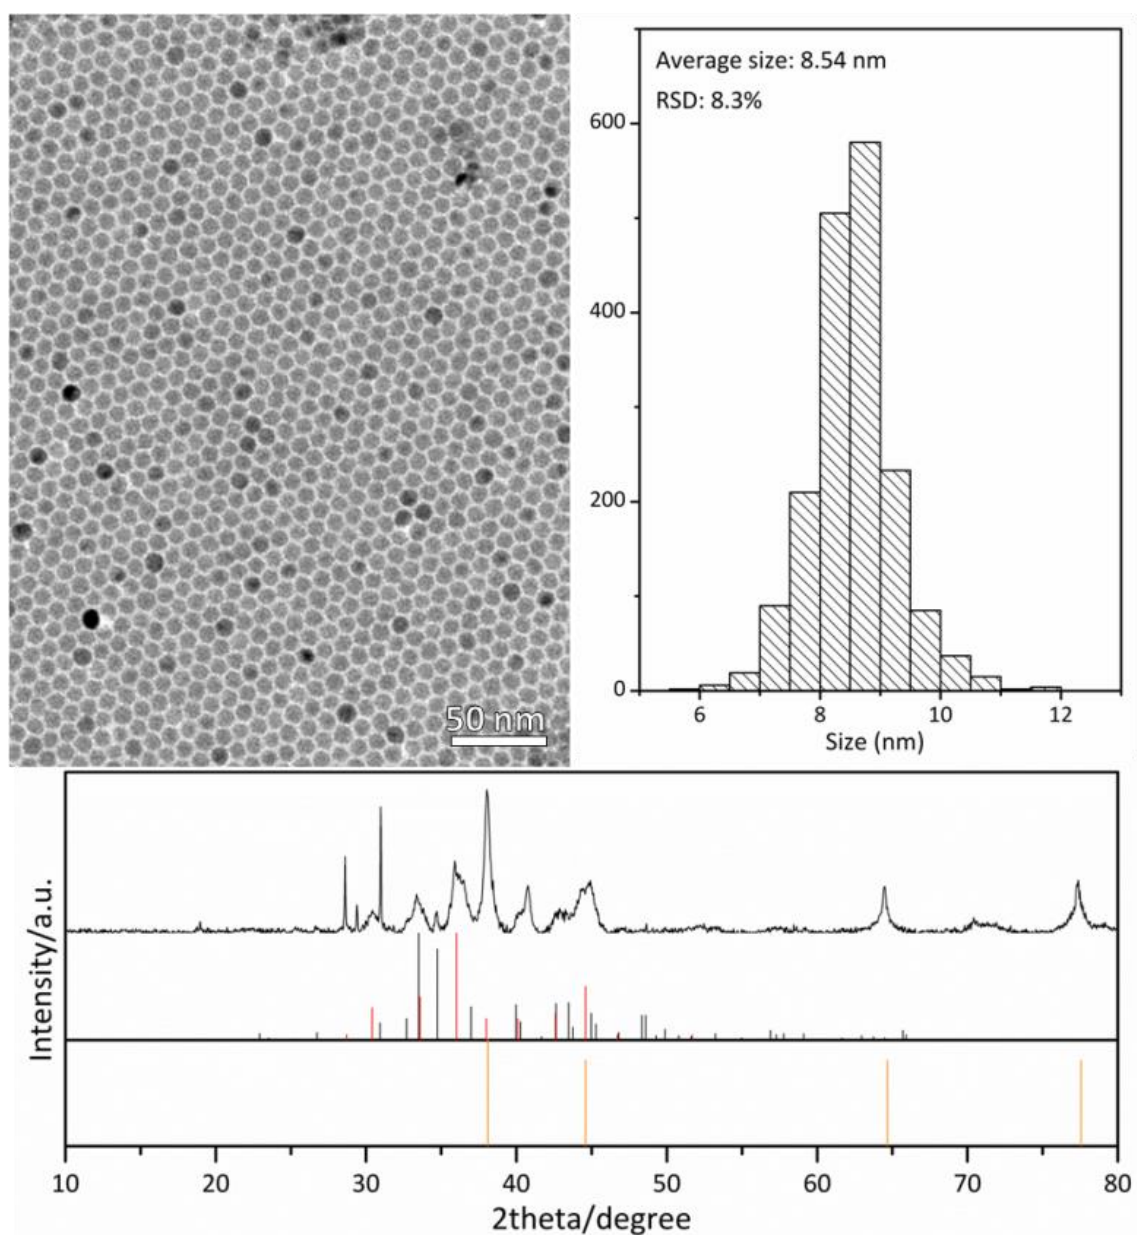 50 nm
Average size: 8.54 nm
RSD: 8.3%
600
400
200
0
6 8 10 12
Size (nm)
Intensity/a.u.
10 20 30 40 50 60 70 80
2theta/degree